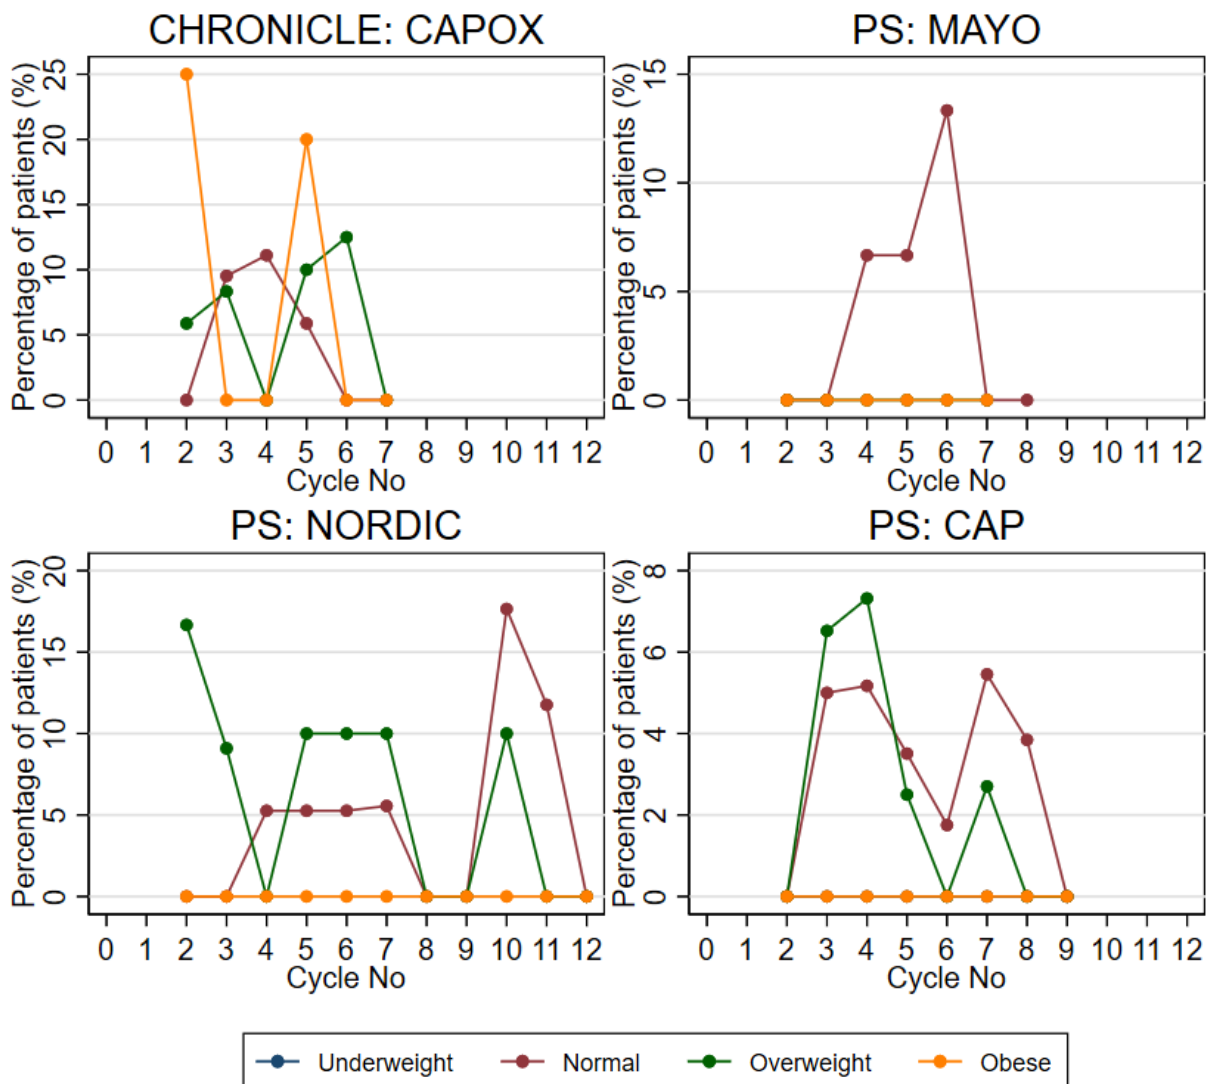 CHRONICLE: CAPOX
Percentage of patients (%)
0 5 10 15 20 25
0 1 2 3 4 5 6 7 8 9 10 11 12
Cycle No
PS: MAYO
Percentage of patients (%)
0 5 10 15
0 1 2 3 4 5 6 7 8 9 10 11 12
Cycle No
PS: NORDIC
Percentage of patients (%)
0 5 10 15 20
0 1 2 3 4 5 6 7 8 9 10 11 12
Cycle No
PS: CAP
Percentage of patients (%)
0 2 4 6 8
0 1 2 3 4 5 6 7 8 9 10 11 12
Cycle No
Underweight Normal Overweight Obese